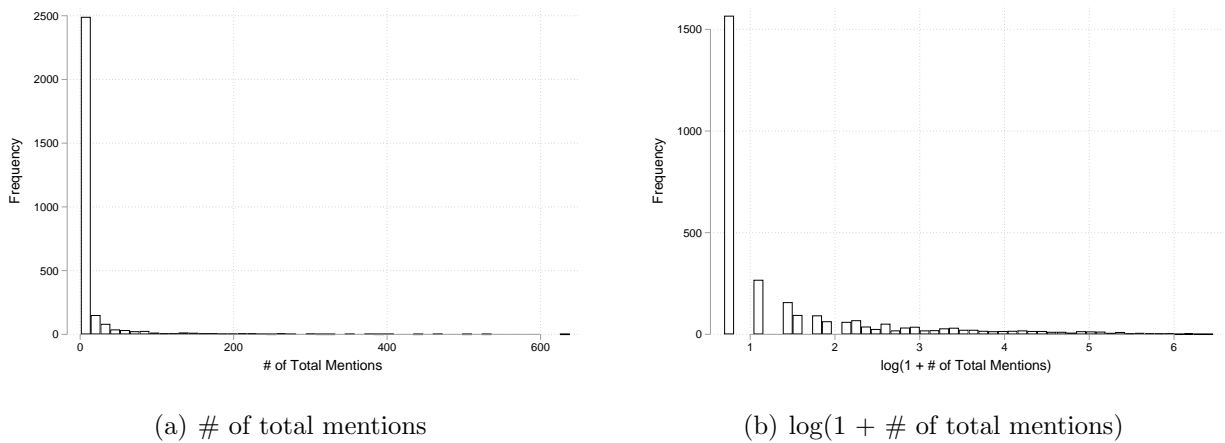 2500
2000
1500
1000
500
0
Frequency
0 200 400 600
# of Total Mentions
(a) # of total mentions
1500
1000
500
0
Frequency
1 2 3 4 5 6
log(1 + # of Total Mentions)
(b) log(1 + # of total mentions)